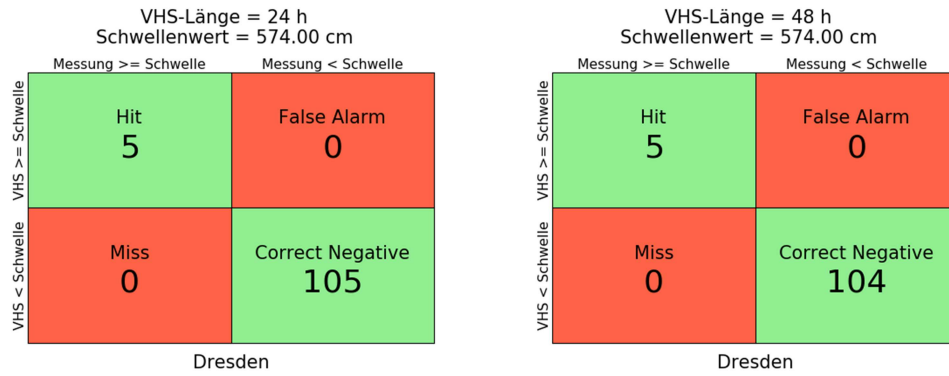 VHS-Länge = 24 h
Schwellenwert = 574.00 cm
Messung >= Schwelle
Messung < Schwelle
VHS >= Schwelle
Hit
5
False Alarm
0
VHS < Schwelle
Miss
0
Correct Negative
105
Dresden
VHS-Länge = 48 h
Schwellenwert = 574.00 cm
Messung >= Schwelle
Messung < Schwelle
VHS >= Schwelle
Hit
5
False Alarm
0
VHS < Schwelle
Miss
0
Correct Negative
104
Dresden